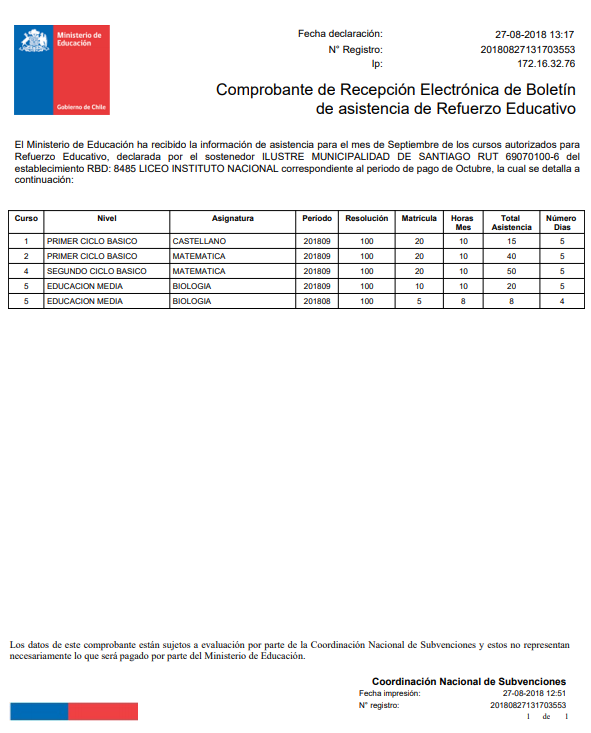 Ministerio de
Educación
Gobierno de Chile
Fecha declaración: 27-08-2018 13:17
N° Registro: 20180827131703553
Ip: 172.16.32.76
Comprobante de Recepción Electrónica de Boletín
de asistencia de Refuerzo Educativo
El Ministerio de Educación ha recibido la información de asistencia para el mes de Septiembre de los cursos autorizados para
Refuerzo Educativo, declarada por el sostenedor ILUSTRE MUNICIPALIDAD DE SANTIAGO RUT 69070100-6 del
establecimiento RBD: 8485 LICEO INSTITUTO NACIONAL correspondiente al periodo de pago de Octubre, la cual se detalla a
continuación:
Curso Nivel Asignatura Período Resolución Matrícula Horas Mes Total Asistencia Número Días
1 PRIMER CICLO BASICO CASTELLANO 201809 100 20 10 15 5
2 PRIMER CICLO BASICO MATEMATICA 201809 100 20 10 40 5
4 SEGUNDO CICLO BASICO MATEMATICA 201809 100 20 10 50 5
5 EDUCACION MEDIA BIOLOGIA 201809 100 10 10 20 5
5 EDUCACION MEDIA BIOLOGIA 201808 100 5 8 8 4
Los datos de este comprobante están sujetos a evaluación por parte de la Coordinación Nacional de Subvenciones y estos no representan
necesariamente lo que será pagado por parte del Ministerio de Educación.
Coordinación Nacional de Subvenciones
Fecha impresión: 27-08-2018 12:51
N° registro: 20180827131703553
1 de 1